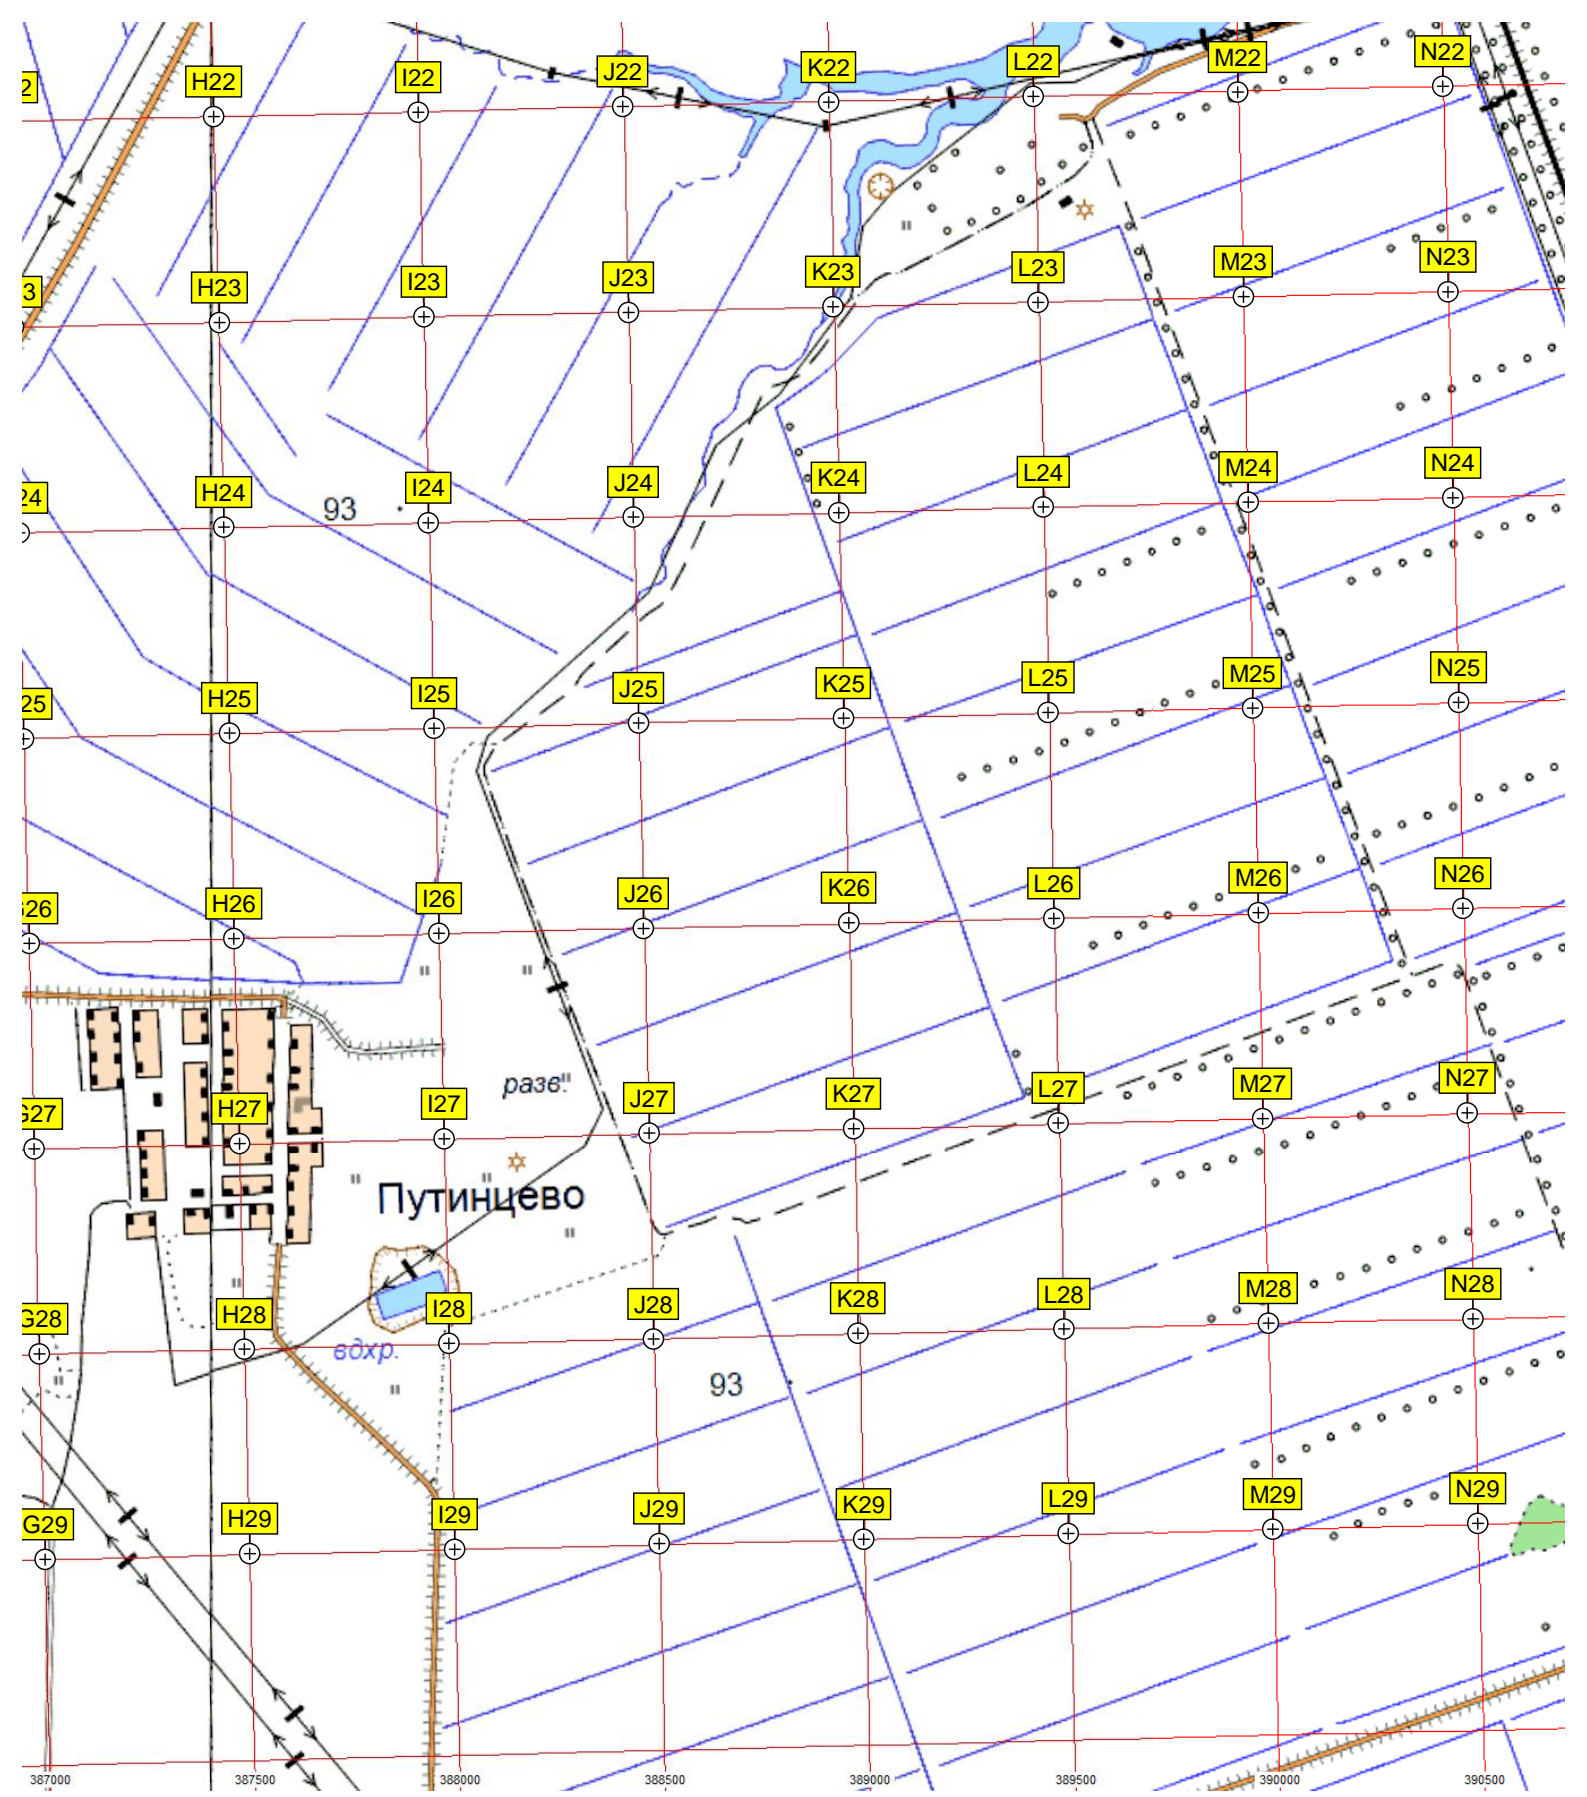 2 H22 I22 J22 K22 L22 M22 N22
3 H23 I23 J23 K23 L23 M23 N23
24 H24 I24 J24 K24 L24 M24 N24
93
25 H25 I25 J25 K25 L25 M25 N25
26 H26 I26 J26 K26 L26 M26 N26
разв.
G27 H27 I27 J27 K27 L27 M27 N27
Путинцево
G28 H28 I28 J28 K28 L28 M28 N28
вдхр.
93
G29 H29 I29 J29 K29 L29 M29 N29
387000 387500 388000 388500 389000 389500 390000 390500